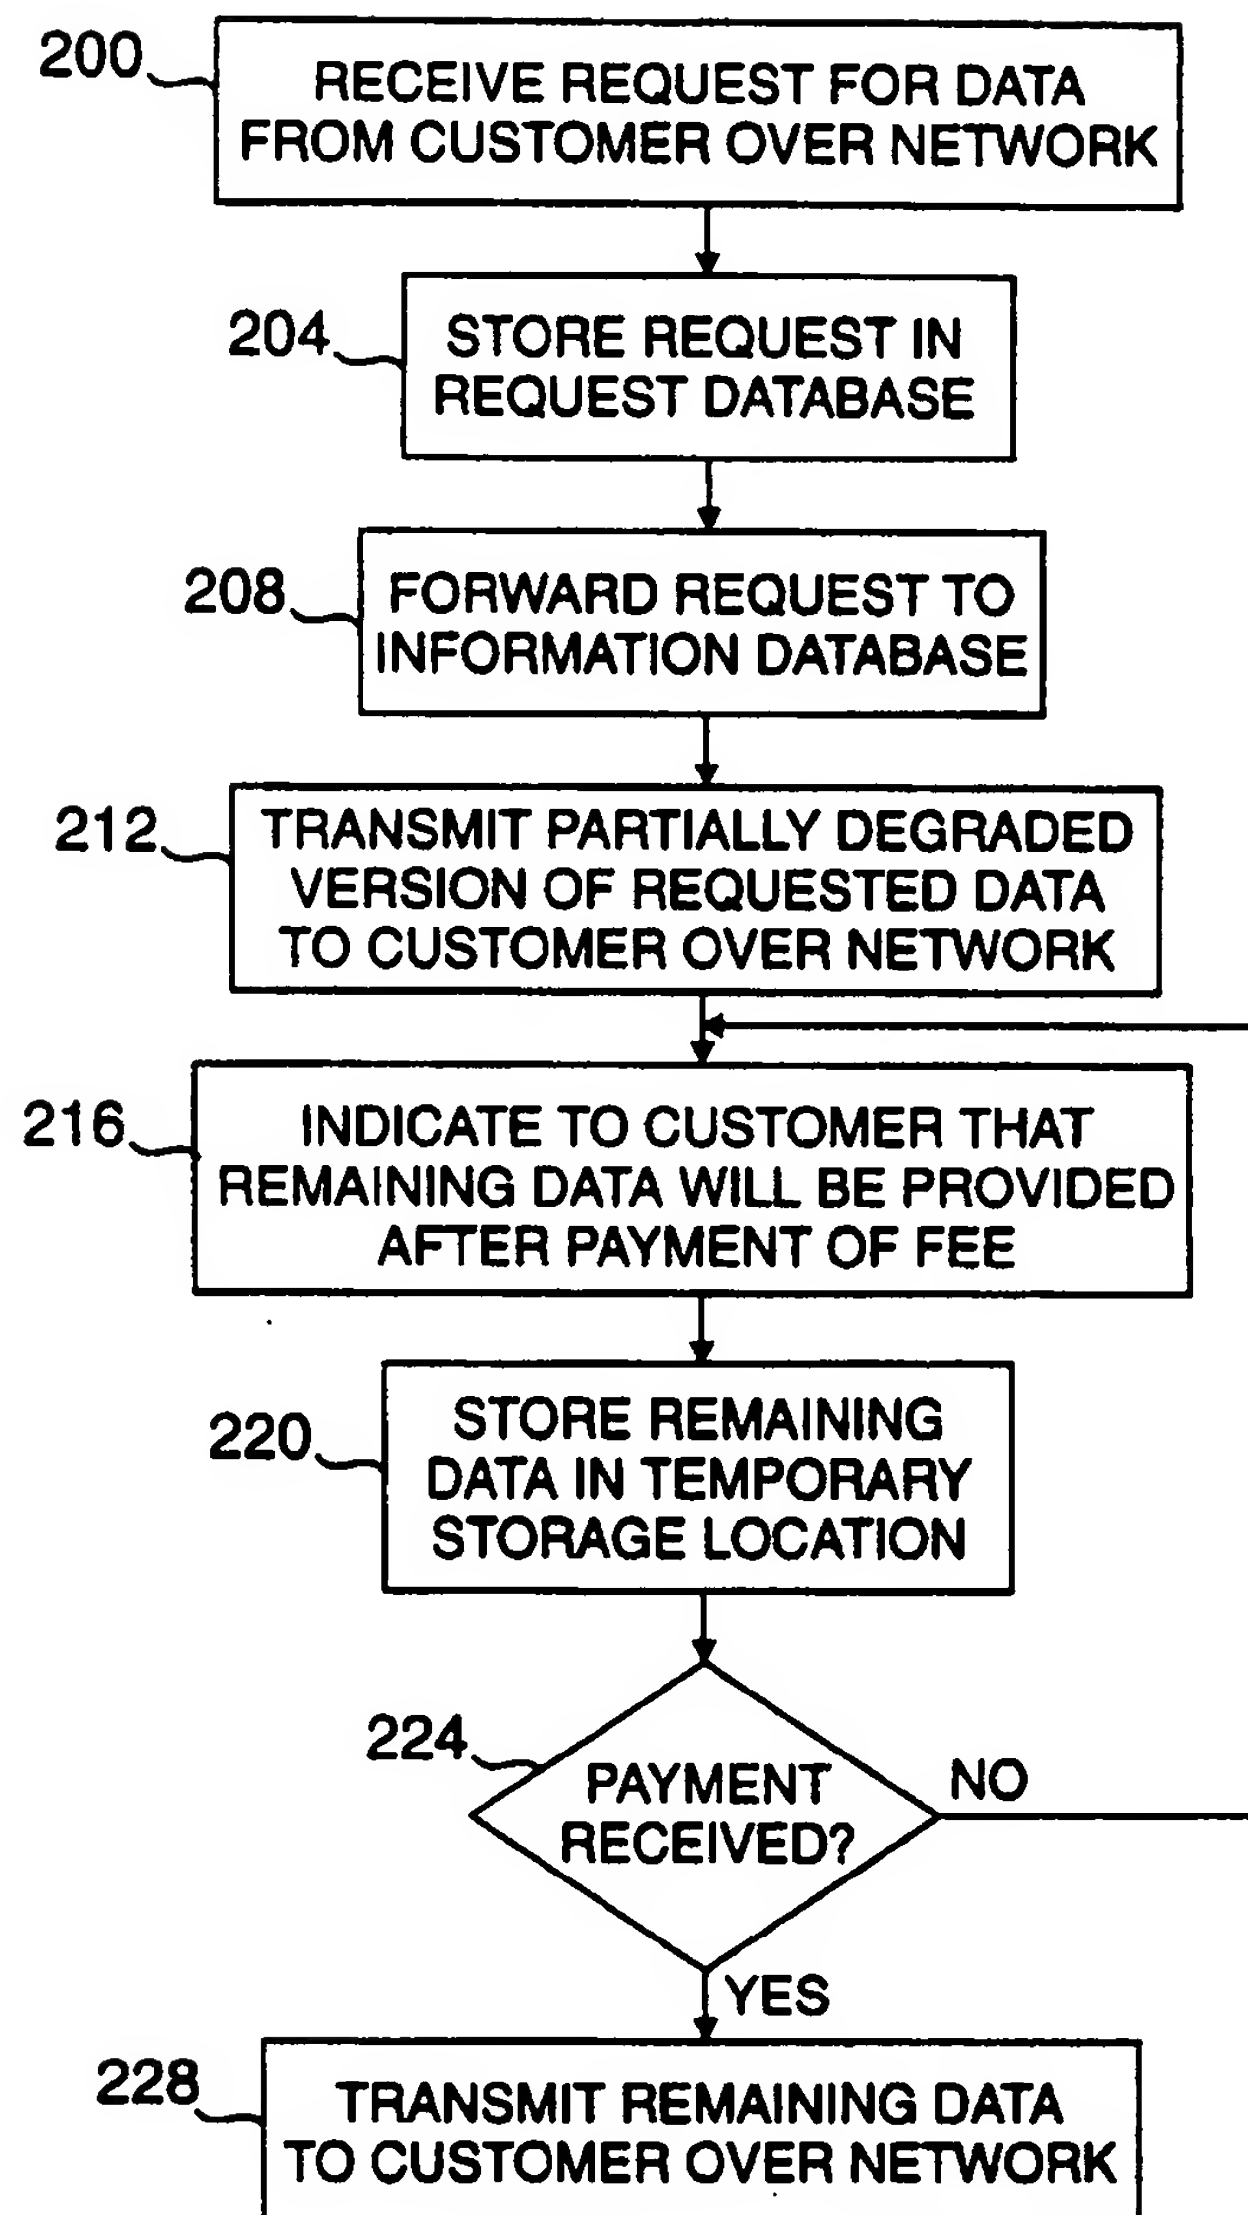 200
RECEIVE REQUEST FOR DATA
FROM CUSTOMER OVER NETWORK
204
STORE REQUEST IN
REQUEST DATABASE
208
FORWARD REQUEST TO
INFORMATION DATABASE
212
TRANSMIT PARTIALLY DEGRADED
VERSION OF REQUESTED DATA
TO CUSTOMER OVER NETWORK
216
INDICATE TO CUSTOMER THAT
REMAINING DATA WILL BE PROVIDED
AFTER PAYMENT OF FEE
220
STORE REMAINING
DATA IN TEMPORARY
STORAGE LOCATION
224
PAYMENT
RECEIVED?
NO
YES
228
TRANSMIT REMAINING DATA
TO CUSTOMER OVER NETWORK